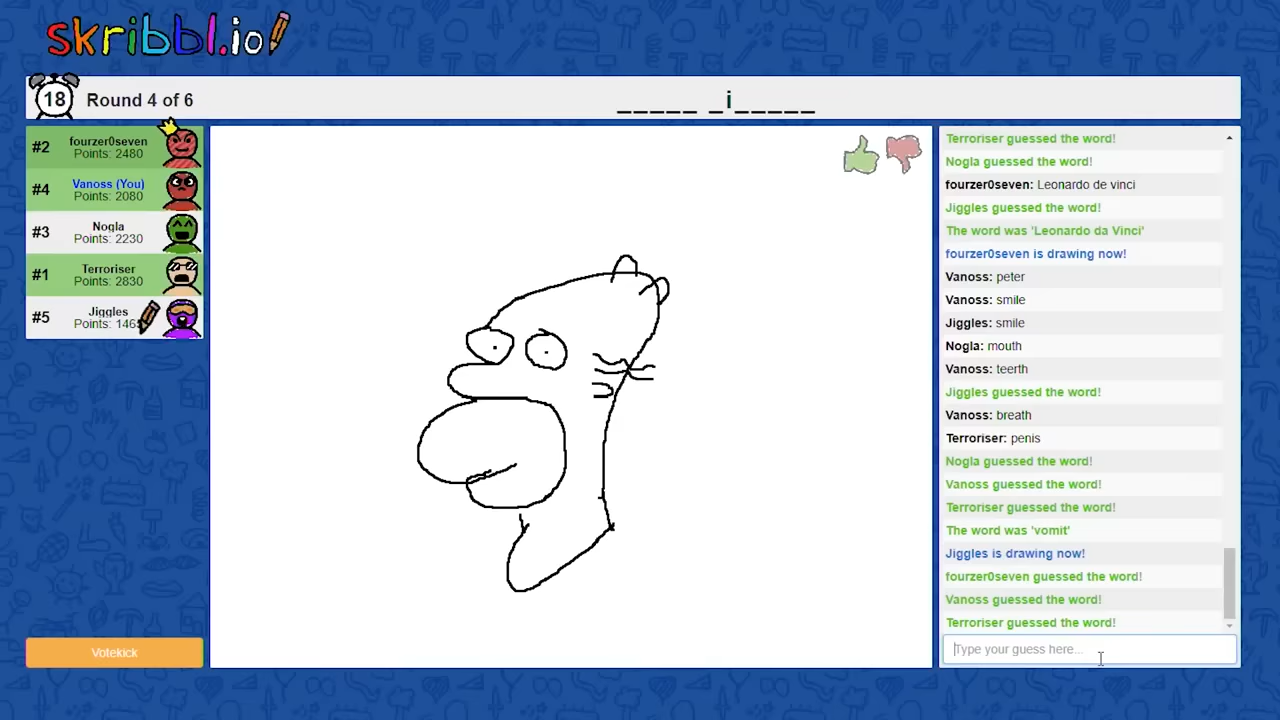 skribbl.io
18
Round 4 of 6
_____ _i_____
#2
fourzer0seven
Points: 2480
#4
Vanoss (You)
Points: 2080
#3
Nogla
Points: 2230
#1
Terroriser
Points: 2830
#5
Jiggles
Points: 146
Votekick
Terroriser guessed the word!
Nogla guessed the word!
fourzer0seven: Leonardo de vinci
Jiggles guessed the word!
The word was 'Leonardo da Vinci'
fourzer0seven is drawing now!
Vanoss: peter
Vanoss: smile
Jiggles: smile
Nogla: mouth
Vanoss: teerth
Jiggles guessed the word!
Vanoss: breath
Terroriser: penis
Nogla guessed the word!
Vanoss guessed the word!
Terroriser guessed the word!
The word was 'vomit'
Jiggles is drawing now!
fourzer0seven guessed the word!
Vanoss guessed the word!
Terroriser guessed the word!
Type your guess here...